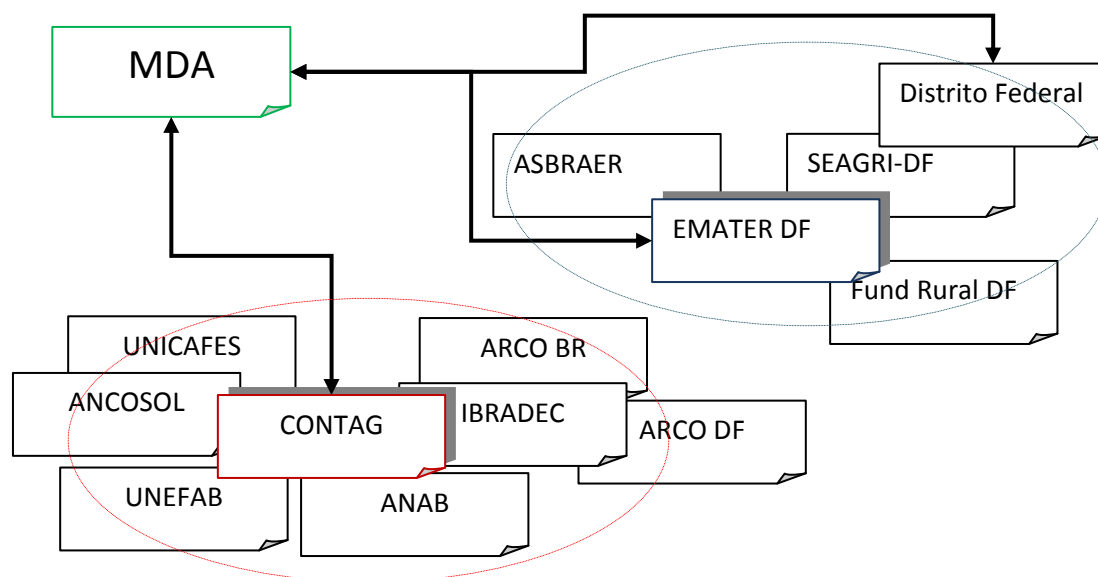 MDA
Distrito Federal
ASBRAER
SEAGRI-DF
EMATER DF
Fund Rural DF
UNICAFES
ARCO BR
ANCOSOL
CONTAG
IBRADEC
ARCO DF
UNEFAB
ANAB